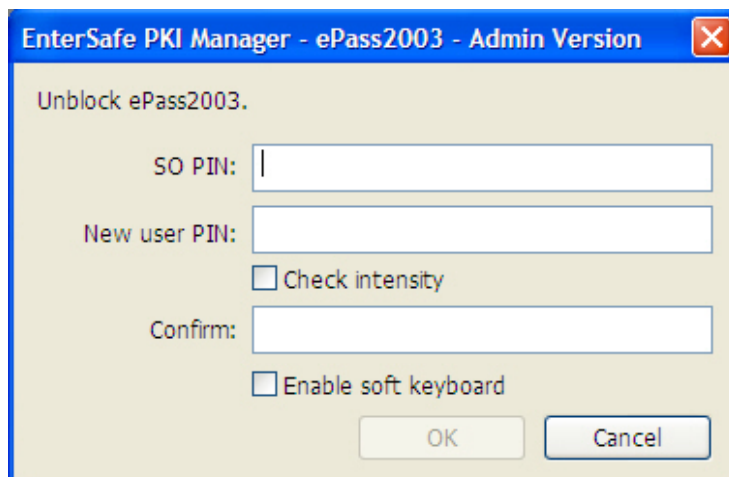 EnterSafe PKI Manager - ePass2003 - Admin Version
Unblock ePass2003.
SO PIN:
New user PIN:
Check intensity
Confirm:
Enable soft keyboard
OK Cancel